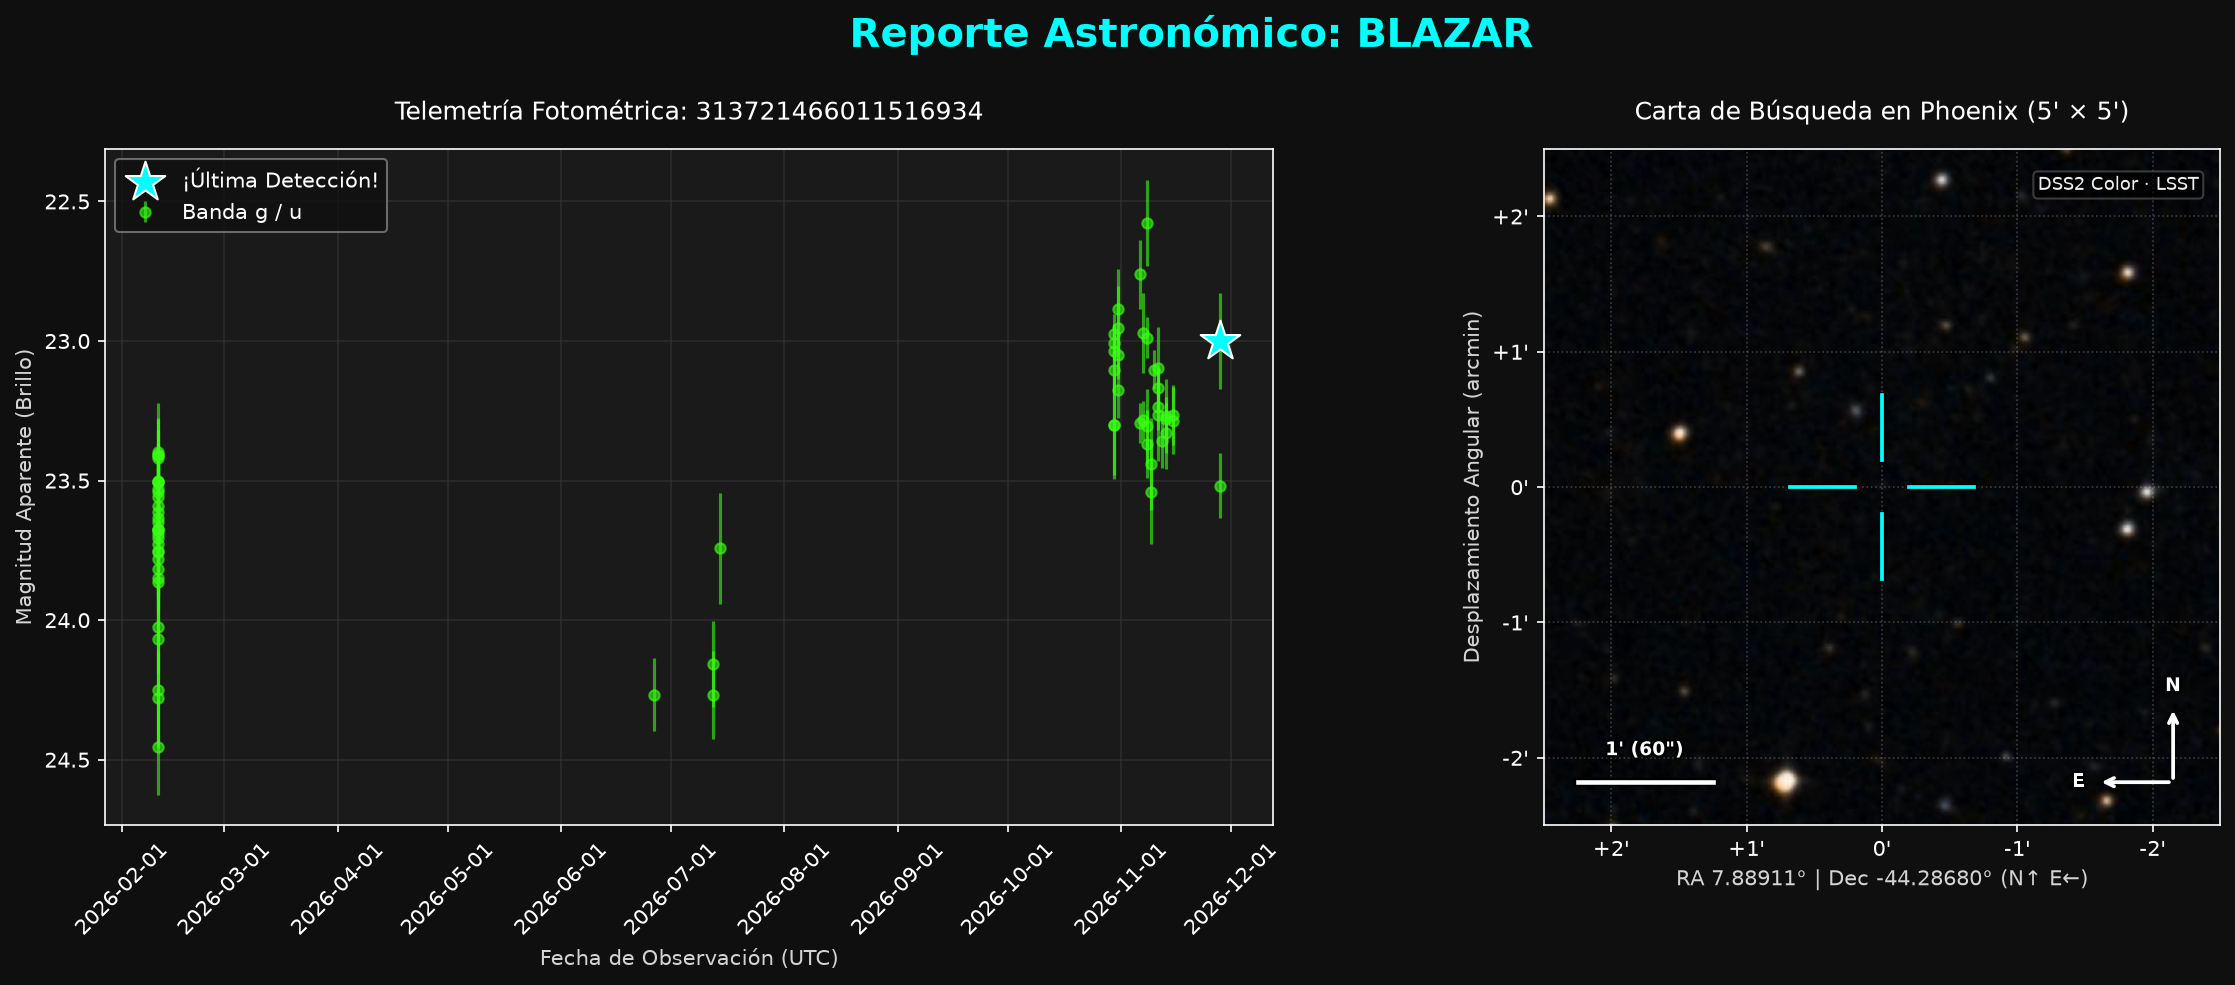 Reporte Astronómico: BLAZAR
Telemetría Fotométrica: 313721466011516934
¡Última Detección!
Banda g / u
Magnitud Aparente (Brillo)
22.5
23.0
23.5
24.0
24.5
2026-02-01
2026-03-01
2026-04-01
2026-05-01
2026-06-01
2026-07-01
2026-08-01
2026-09-01
2026-10-01
2026-11-01
2026-12-01
Fecha de Observación (UTC)
Carta de Búsqueda en Phoenix (5' × 5')
DSS2 Color · LSST
Desplazamiento Angular (arcmin)
+2'
+1'
0'
-1'
-2'
N
E
1' (60")
+2'
+1'
0'
-1'
-2'
RA 7.88911° | Dec -44.28680° (N↑ E←)